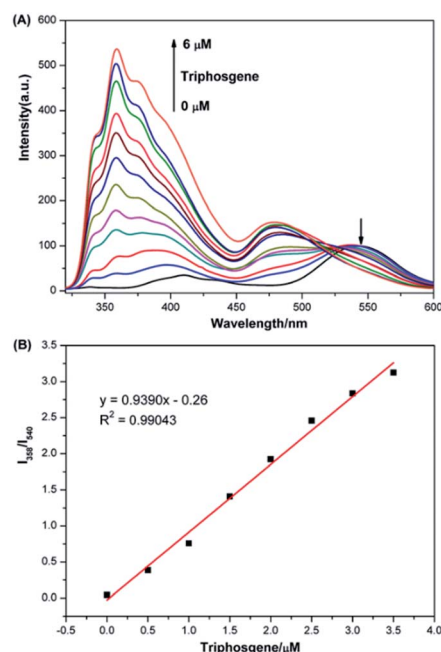 (A)
600
500
400
300
200
100
0
Intensity(a.u.)
6 μM
Triphosgene
0 μM
350
400
450
500
550
600
Wavelength/nm
(B)
3.5
3.0
2.5
2.0
1.5
1.0
0.5
0.0
I358/I540
y = 0.9390x - 0.26
R2 = 0.99043
-0.5
0.0
0.5
1.0
1.5
2.0
2.5
3.0
3.5
4.0
Triphosgene/μM